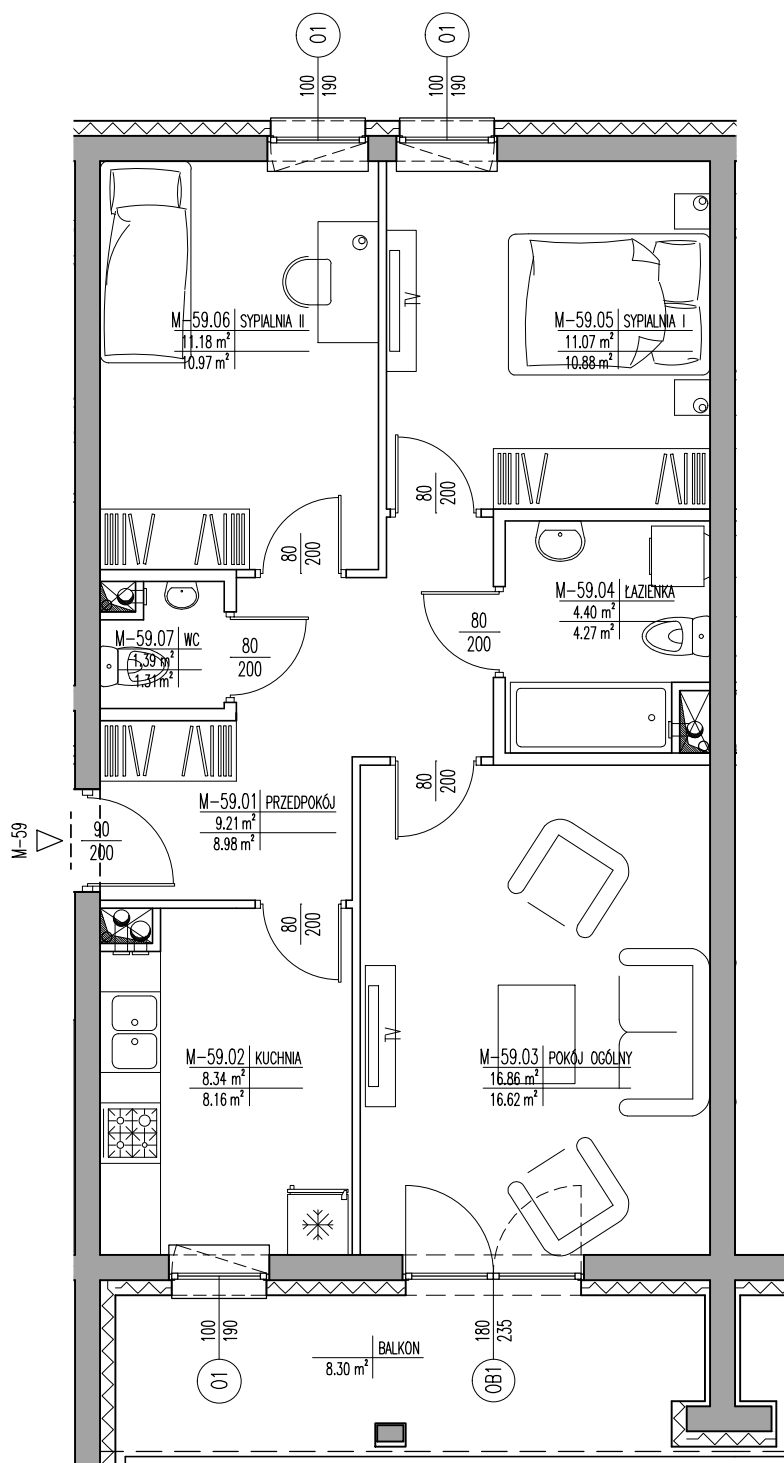 O1
O1
100
190
100
190
TV
M-59.06 SYPIALNIA II
11.18 m²
10.97 m²
M-59.05 SYPIALNIA I
11.07 m²
10.88 m²
80
200
80
200
M-59.04 ŁAZIENKA
4.40 m²
4.27 m²
M-59.07 WC
1.39 m²
1.31 m²
80
200
80
200
80
200
M-59.01 PRZEDPOKÓJ
9.21 m²
8.98 m²
M-59
90
200
80
200
TV
M-59.02 KUCHNIA
8.34 m²
8.16 m²
M-59.03 POKÓJ OGÓLNY
16.86 m²
16.62 m²
100
190
180
235
BALKON
8.30 m²
O1
OB1